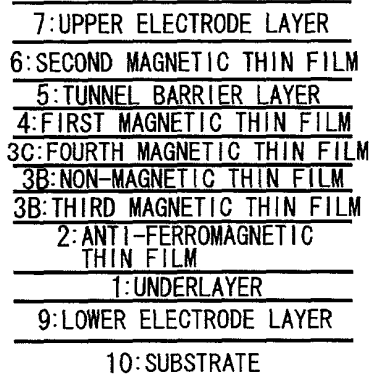 7:UPPER ELECTRODE LAYER
6:SECOND MAGNETIC THIN FILM
5:TUNNEL BARRIER LAYER
4:FIRST MAGNETIC THIN FILM
3C:FOURTH MAGNETIC THIN FILM
3B:NON-MAGNETIC THIN FILM
3B:THIRD MAGNETIC THIN FILM
2:ANTI-FERROMAGNETIC
THIN FILM
1:UNDERLAYER
9:LOWER ELECTRODE LAYER
10:SUBSTRATE